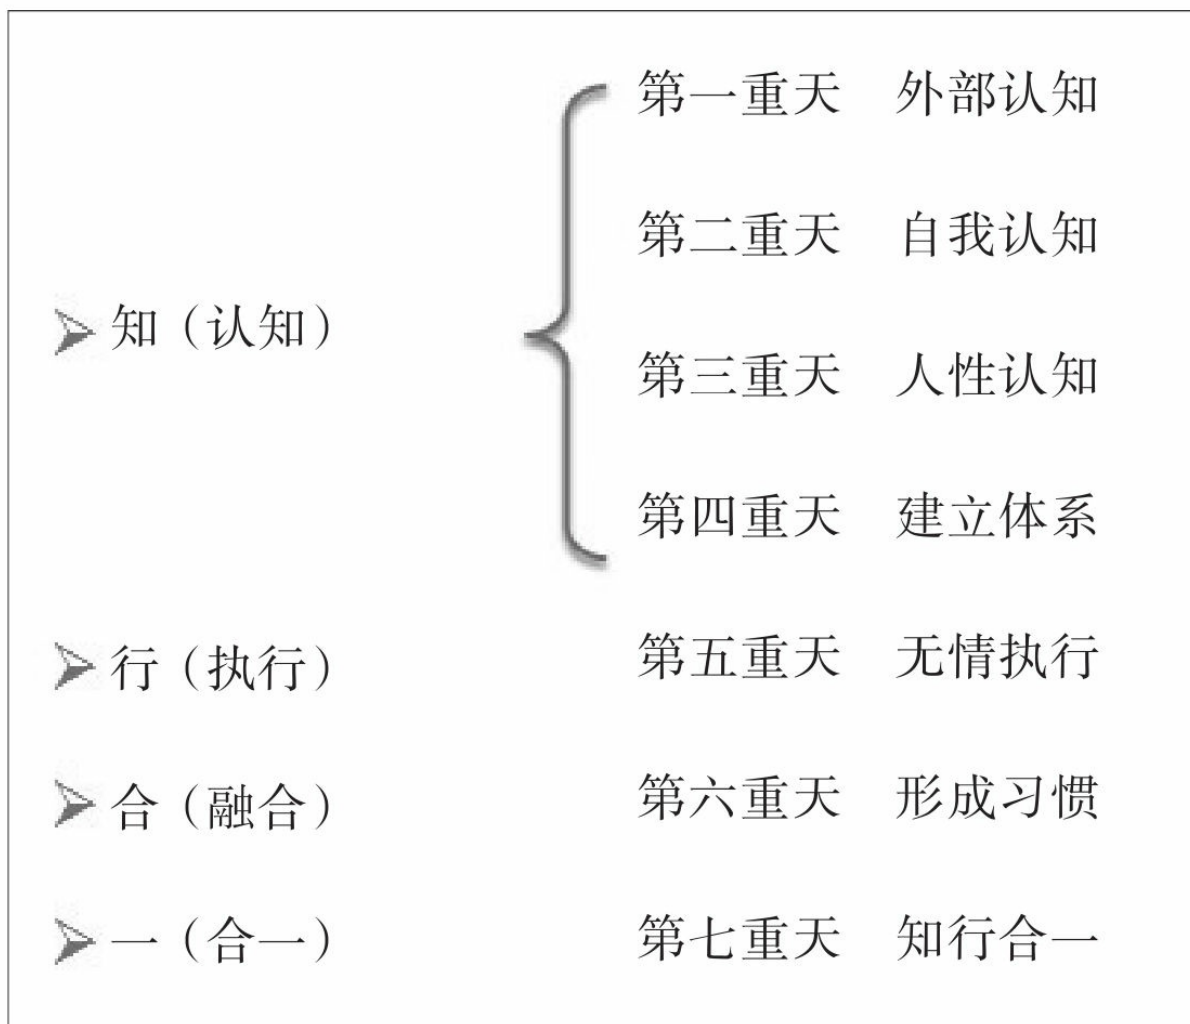 第一重天 外部认知
第二重天 自我认知
知（认知）
第三重天 人性认知
第四重天 建立体系
行（执行） 第五重天 无情执行
合（融合） 第六重天 形成习惯
一（合一） 第七重天 知行合一